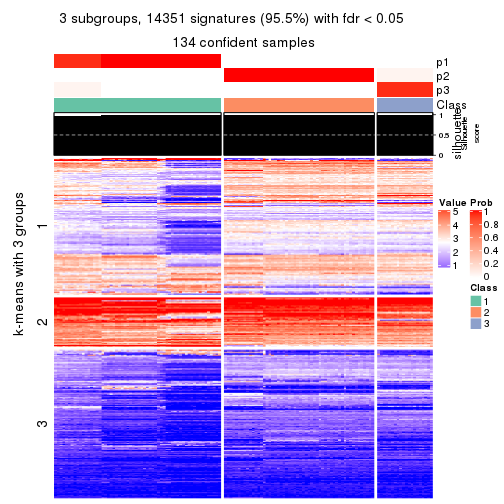 3 subgroups, 14351 signatures (95.5%) with fdr < 0.05
134 confident samples
p1
p2
p3
Class
1
0.5
0
silhouette
Silhouette
score
k-means with 3 groups
1
2
3
Value
5
4
3
2
1
Prob
1
0.8
0.6
0.4
0.2
0
Class
1
2
3